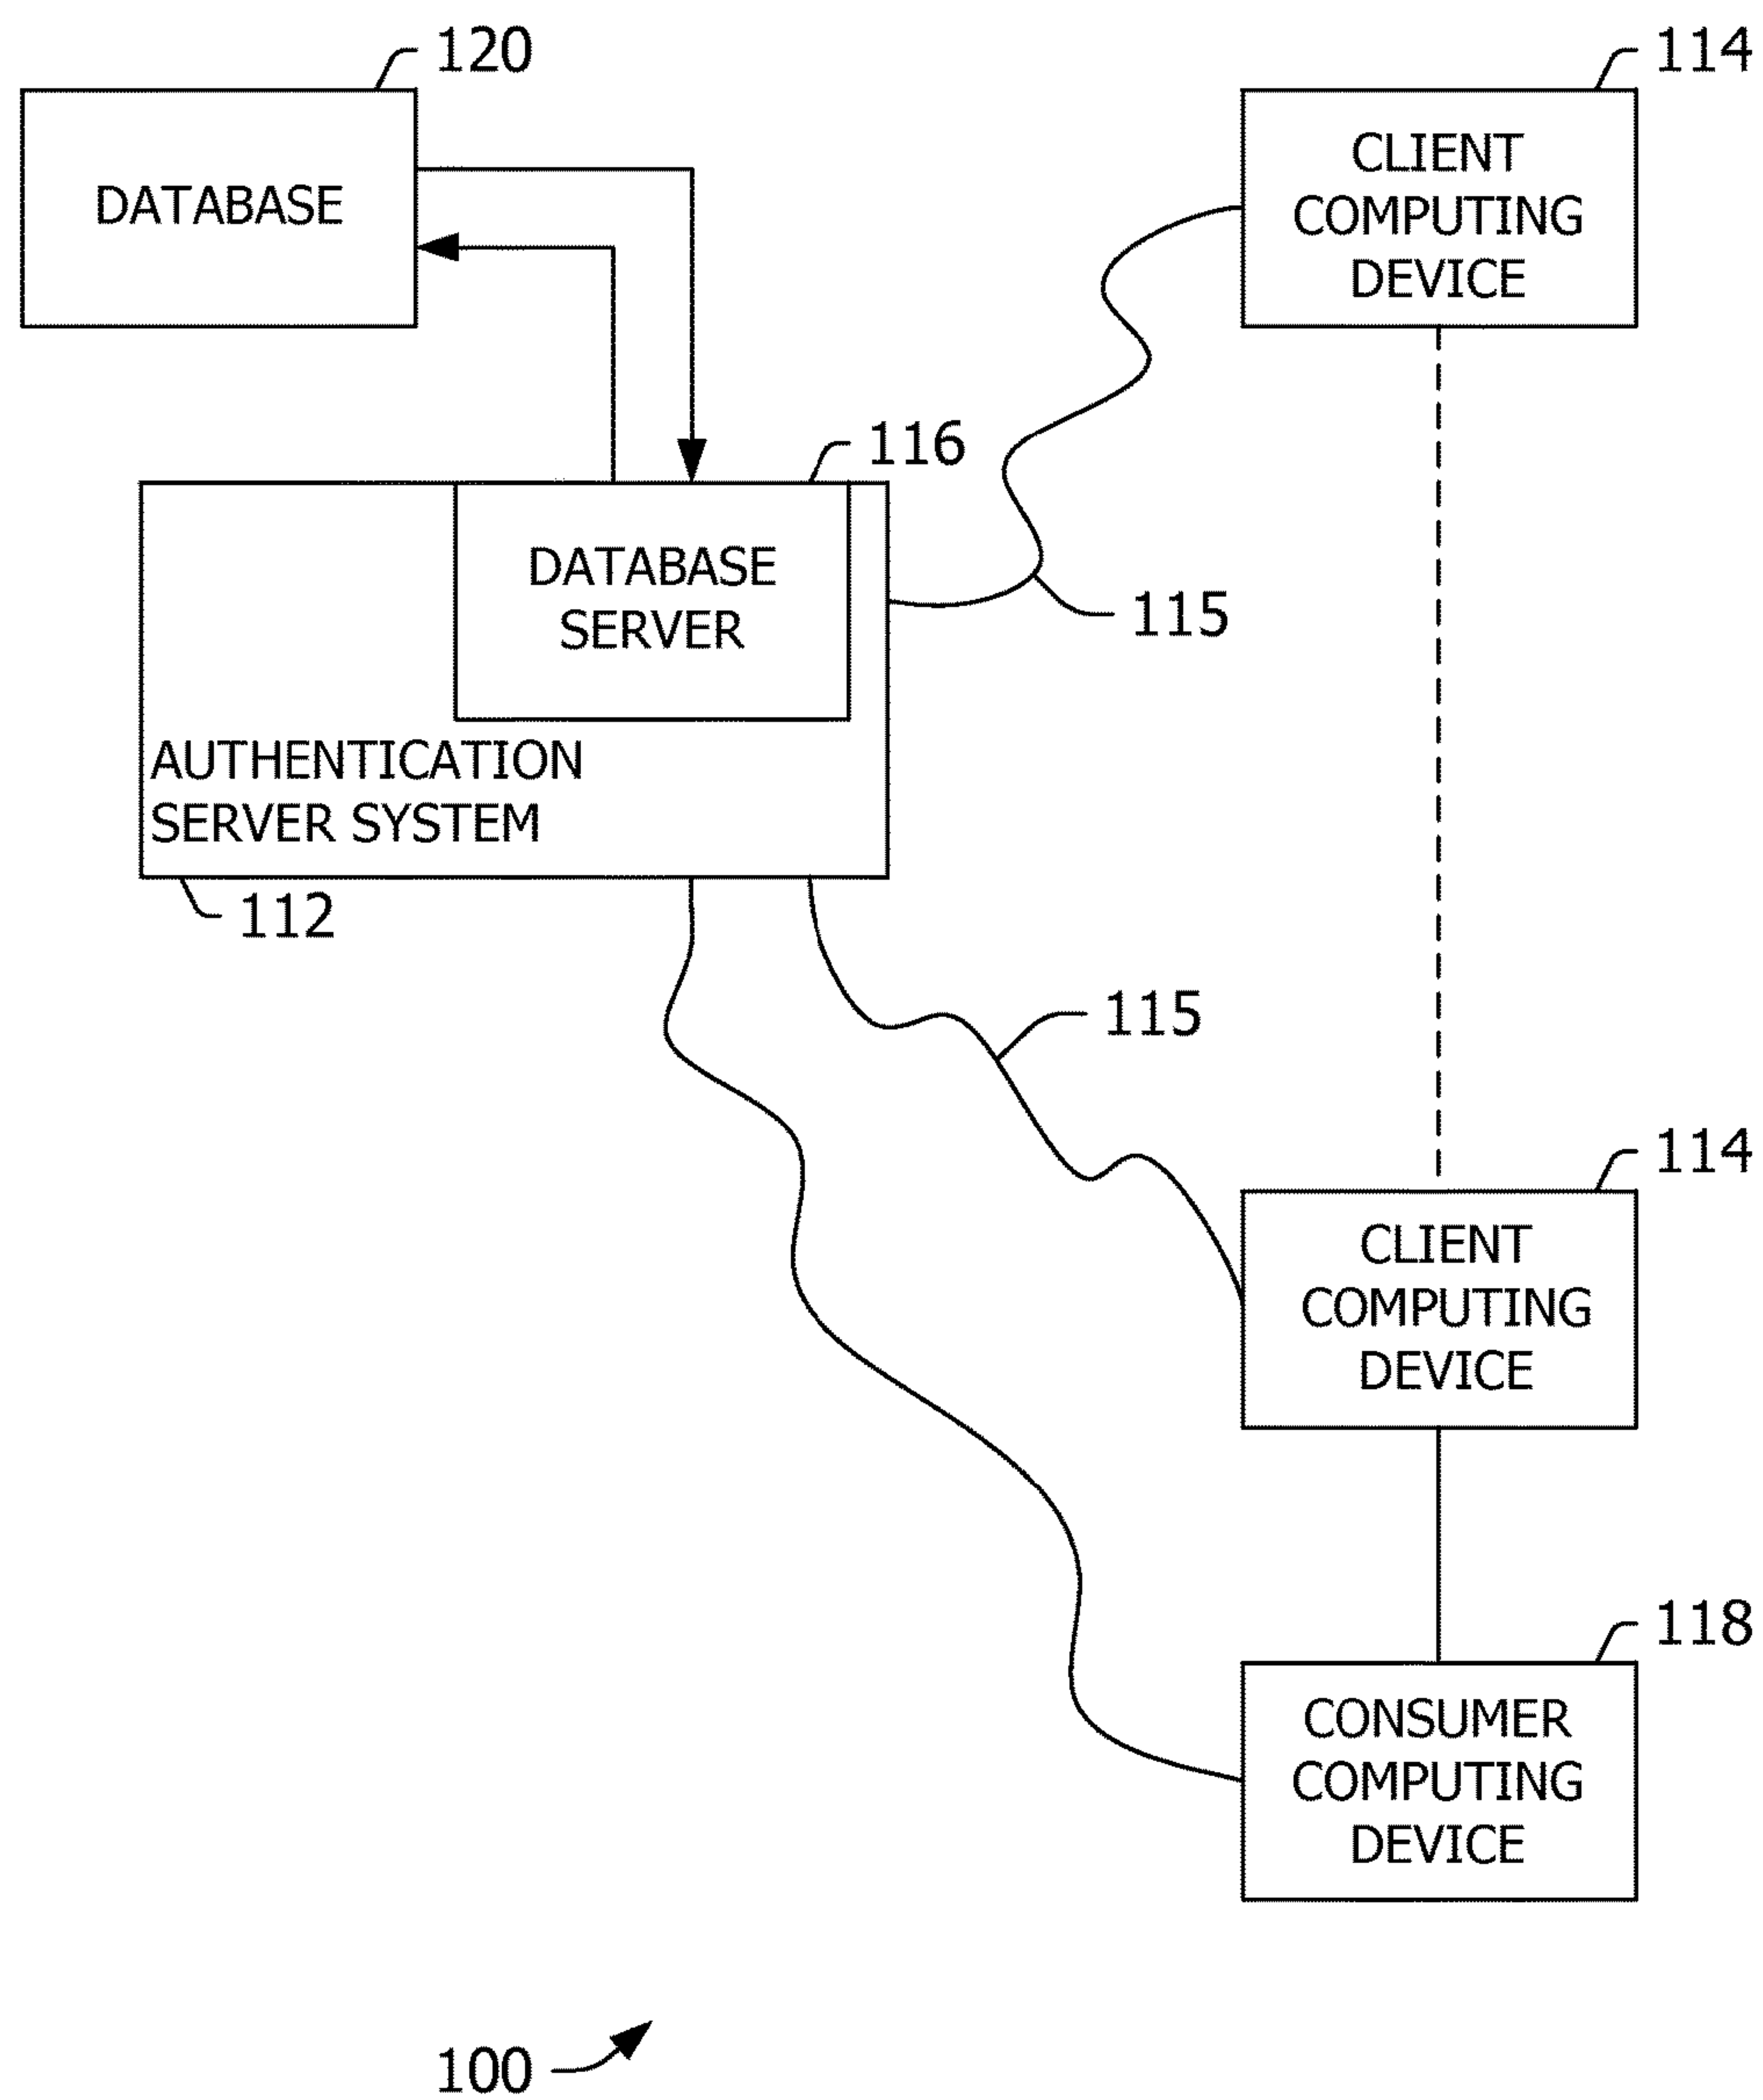 120
DATABASE
114
CLIENT
COMPUTING
DEVICE
116
DATABASE
SERVER
AUTHENTICATION
SERVER SYSTEM
112
115
115
114
CLIENT
COMPUTING
DEVICE
118
CONSUMER
COMPUTING
DEVICE
100